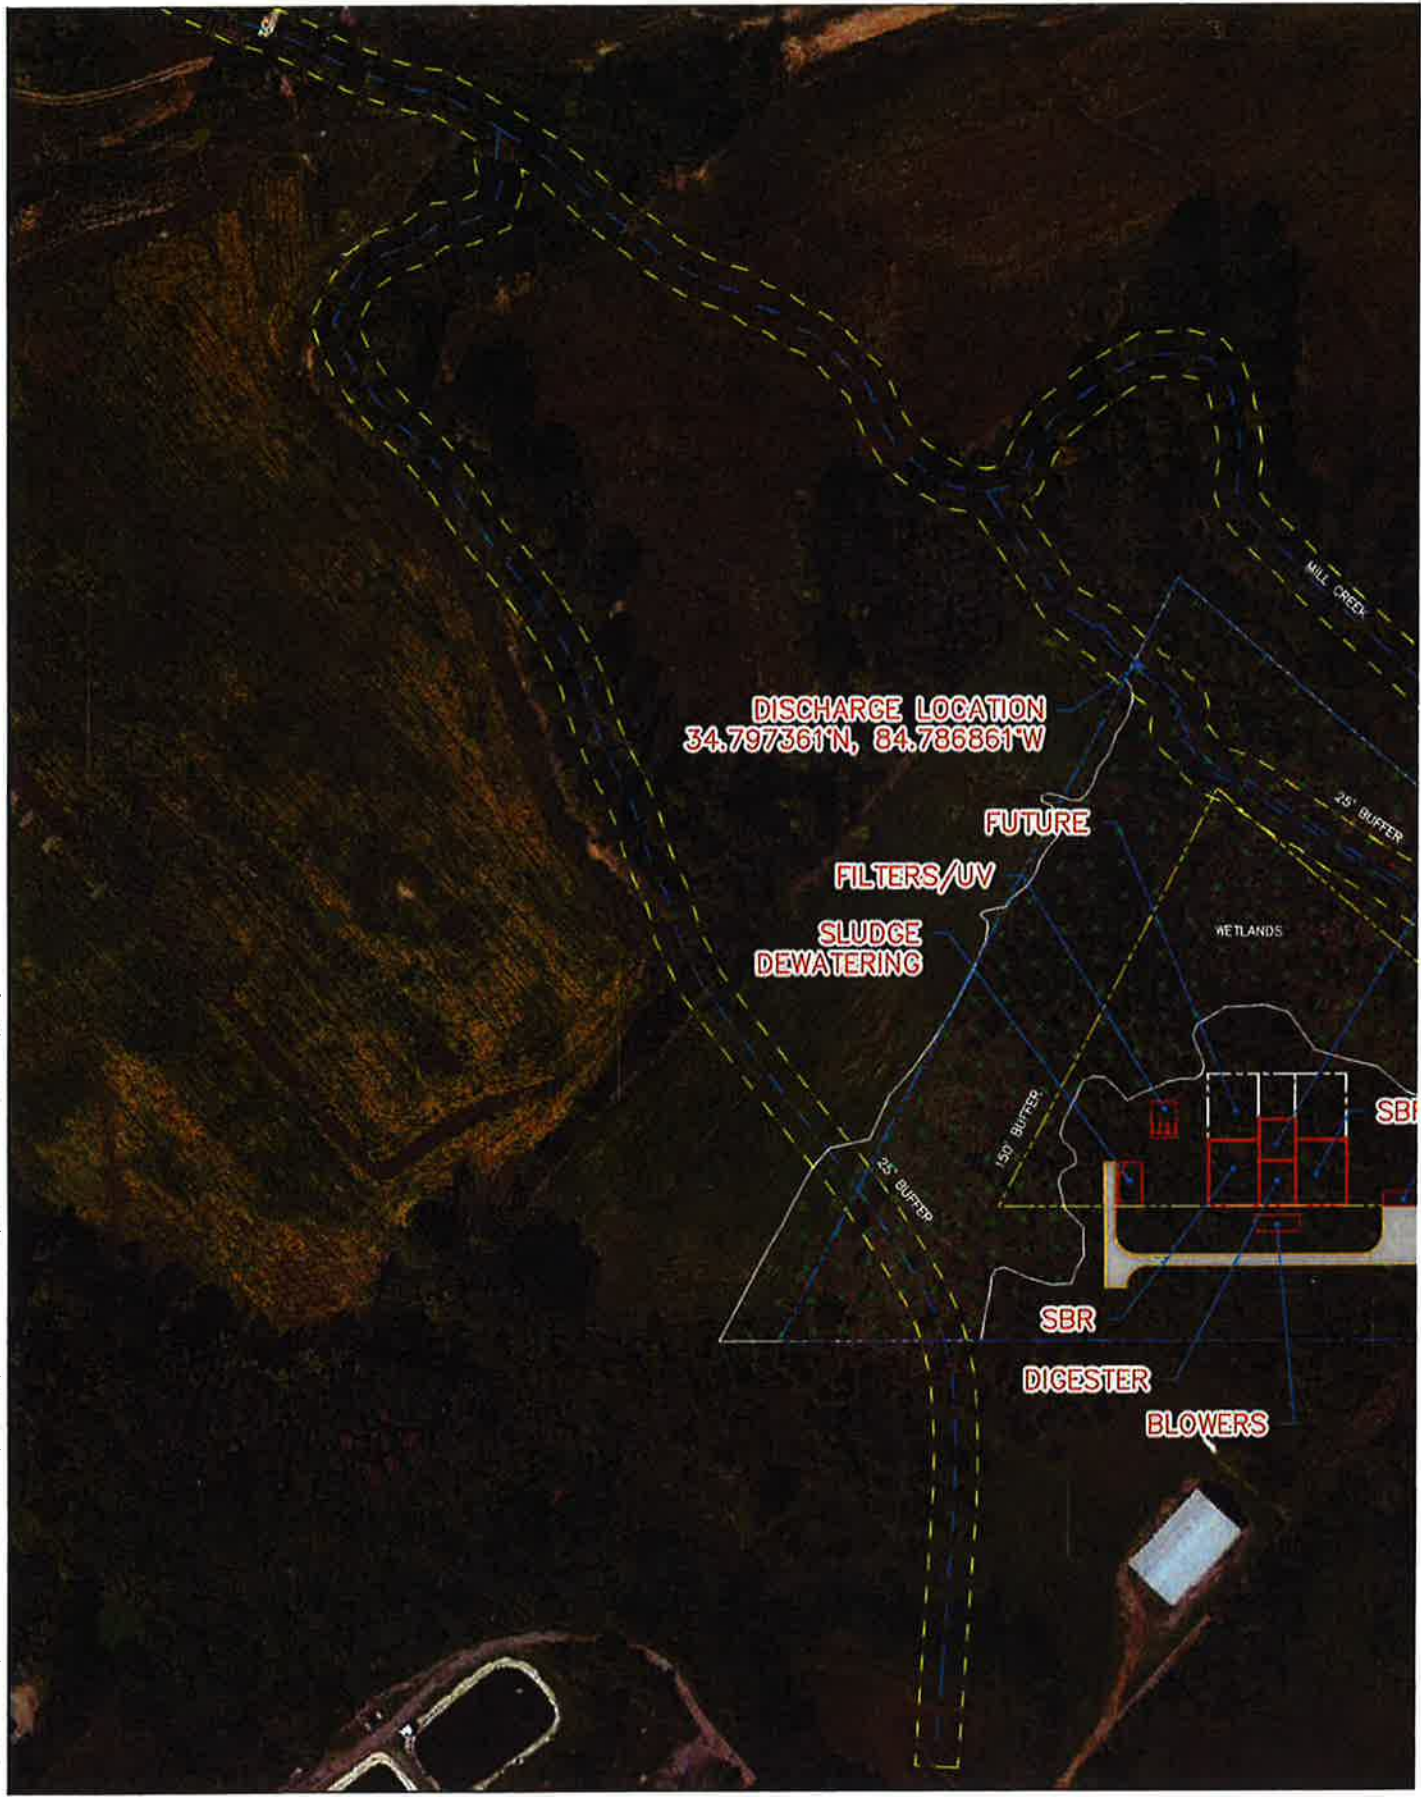 MILL CREEK
DISCHARGE LOCATION
34.797361°N, 84.786861°W
25' BUFFER
FUTURE
FILTERS/UV
SLUDGE
DEWATERING
WETLANDS
150' BUFFER
SBR
25' BUFFER
SBR
DIGESTER
BLOWERS